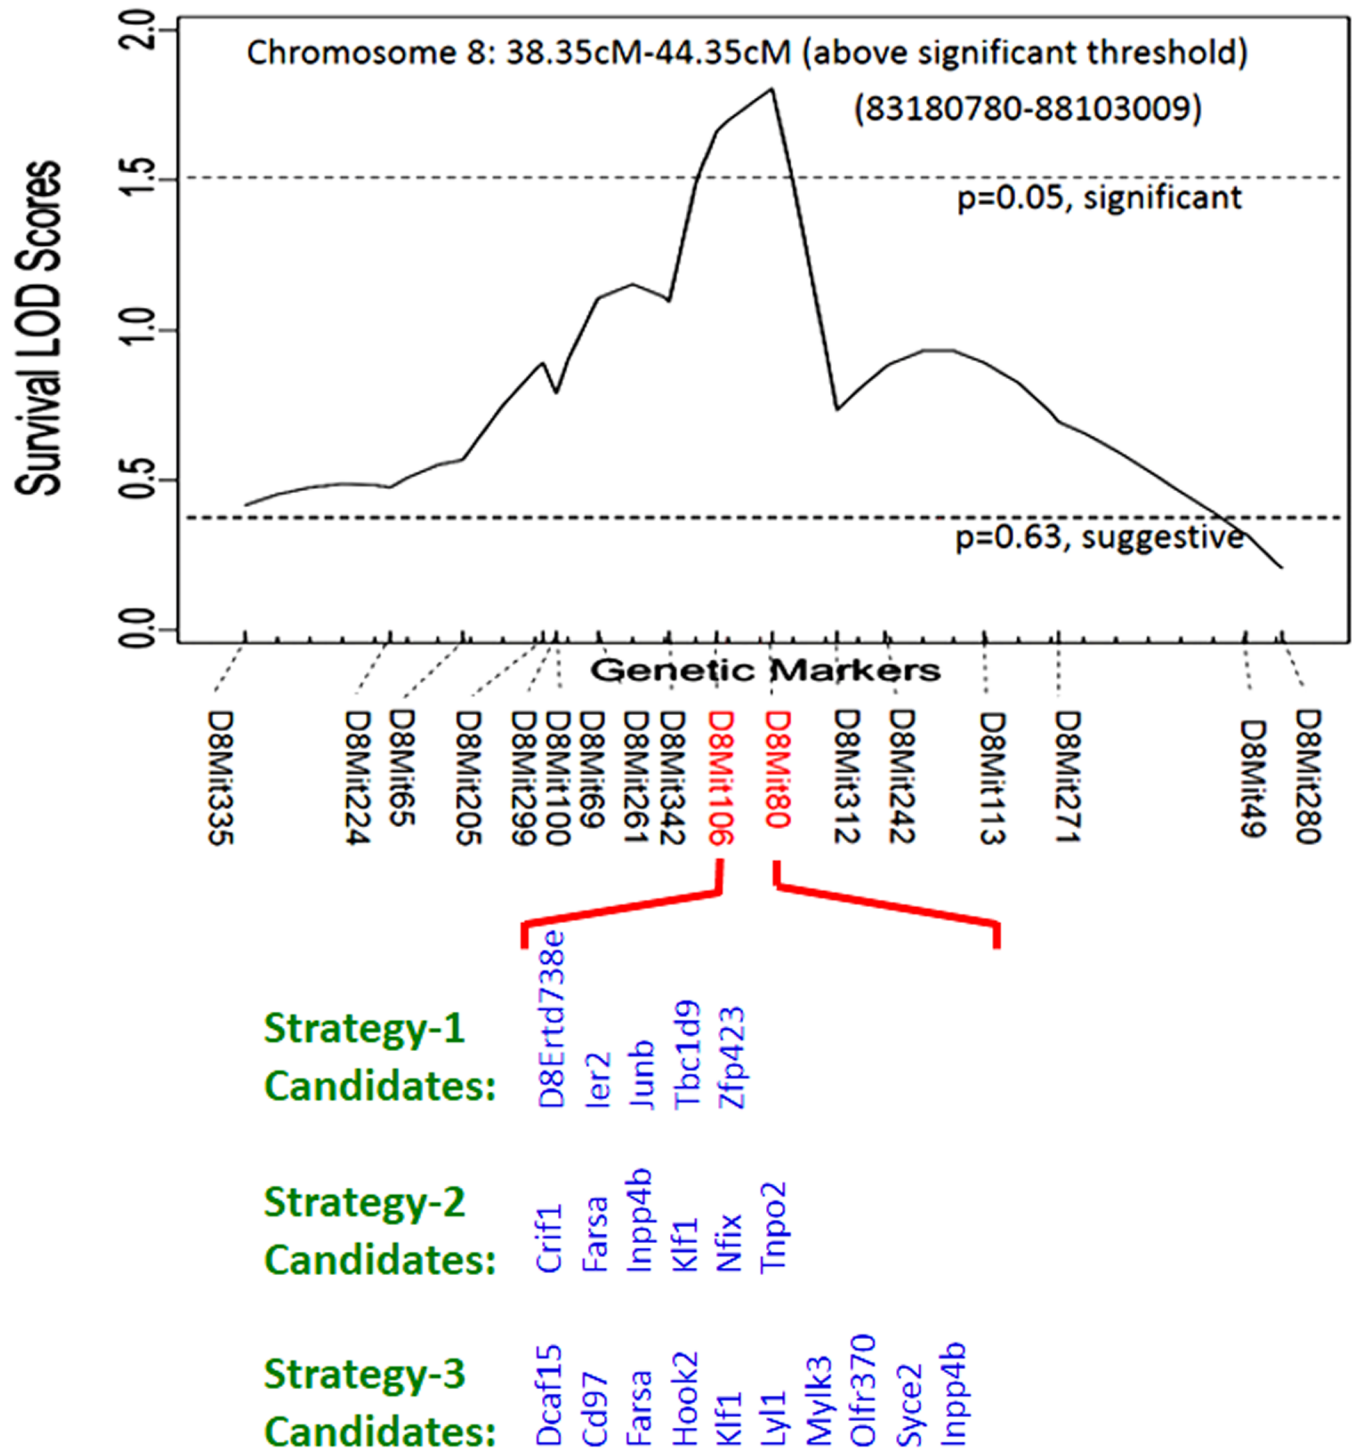 Chromosome 8: 38.35cM-44.35cM (above significant threshold)
(83180780-88103009)
Survival LOD Scores
2.0
1.5
1.0
0.5
0.0
p=0.05, significant
p=0.63, suggestive
Genetic Markers
D8Mit335
D8Mit224
D8Mit65
D8Mit205
D8Mit299
D8Mit100
D8Mit69
D8Mit261
D8Mit342
D8Mit106
D8Mit80
D8Mit312
D8Mit242
D8Mit113
D8Mit271
D8Mit49
D8Mit280
Strategy-1
Candidates:
D8Ertd738e
Ier2
Junb
Tbc1d9
Zfp423
Strategy-2
Candidates:
Crif1
Farsa
Inpp4b
Klf1
Nfix
Tnpo2
Strategy-3
Candidates:
Dcaf15
Cd97
Farsa
Hook2
Klf1
Lyl1
Mylk3
Olfr370
Syce2
Inpp4b